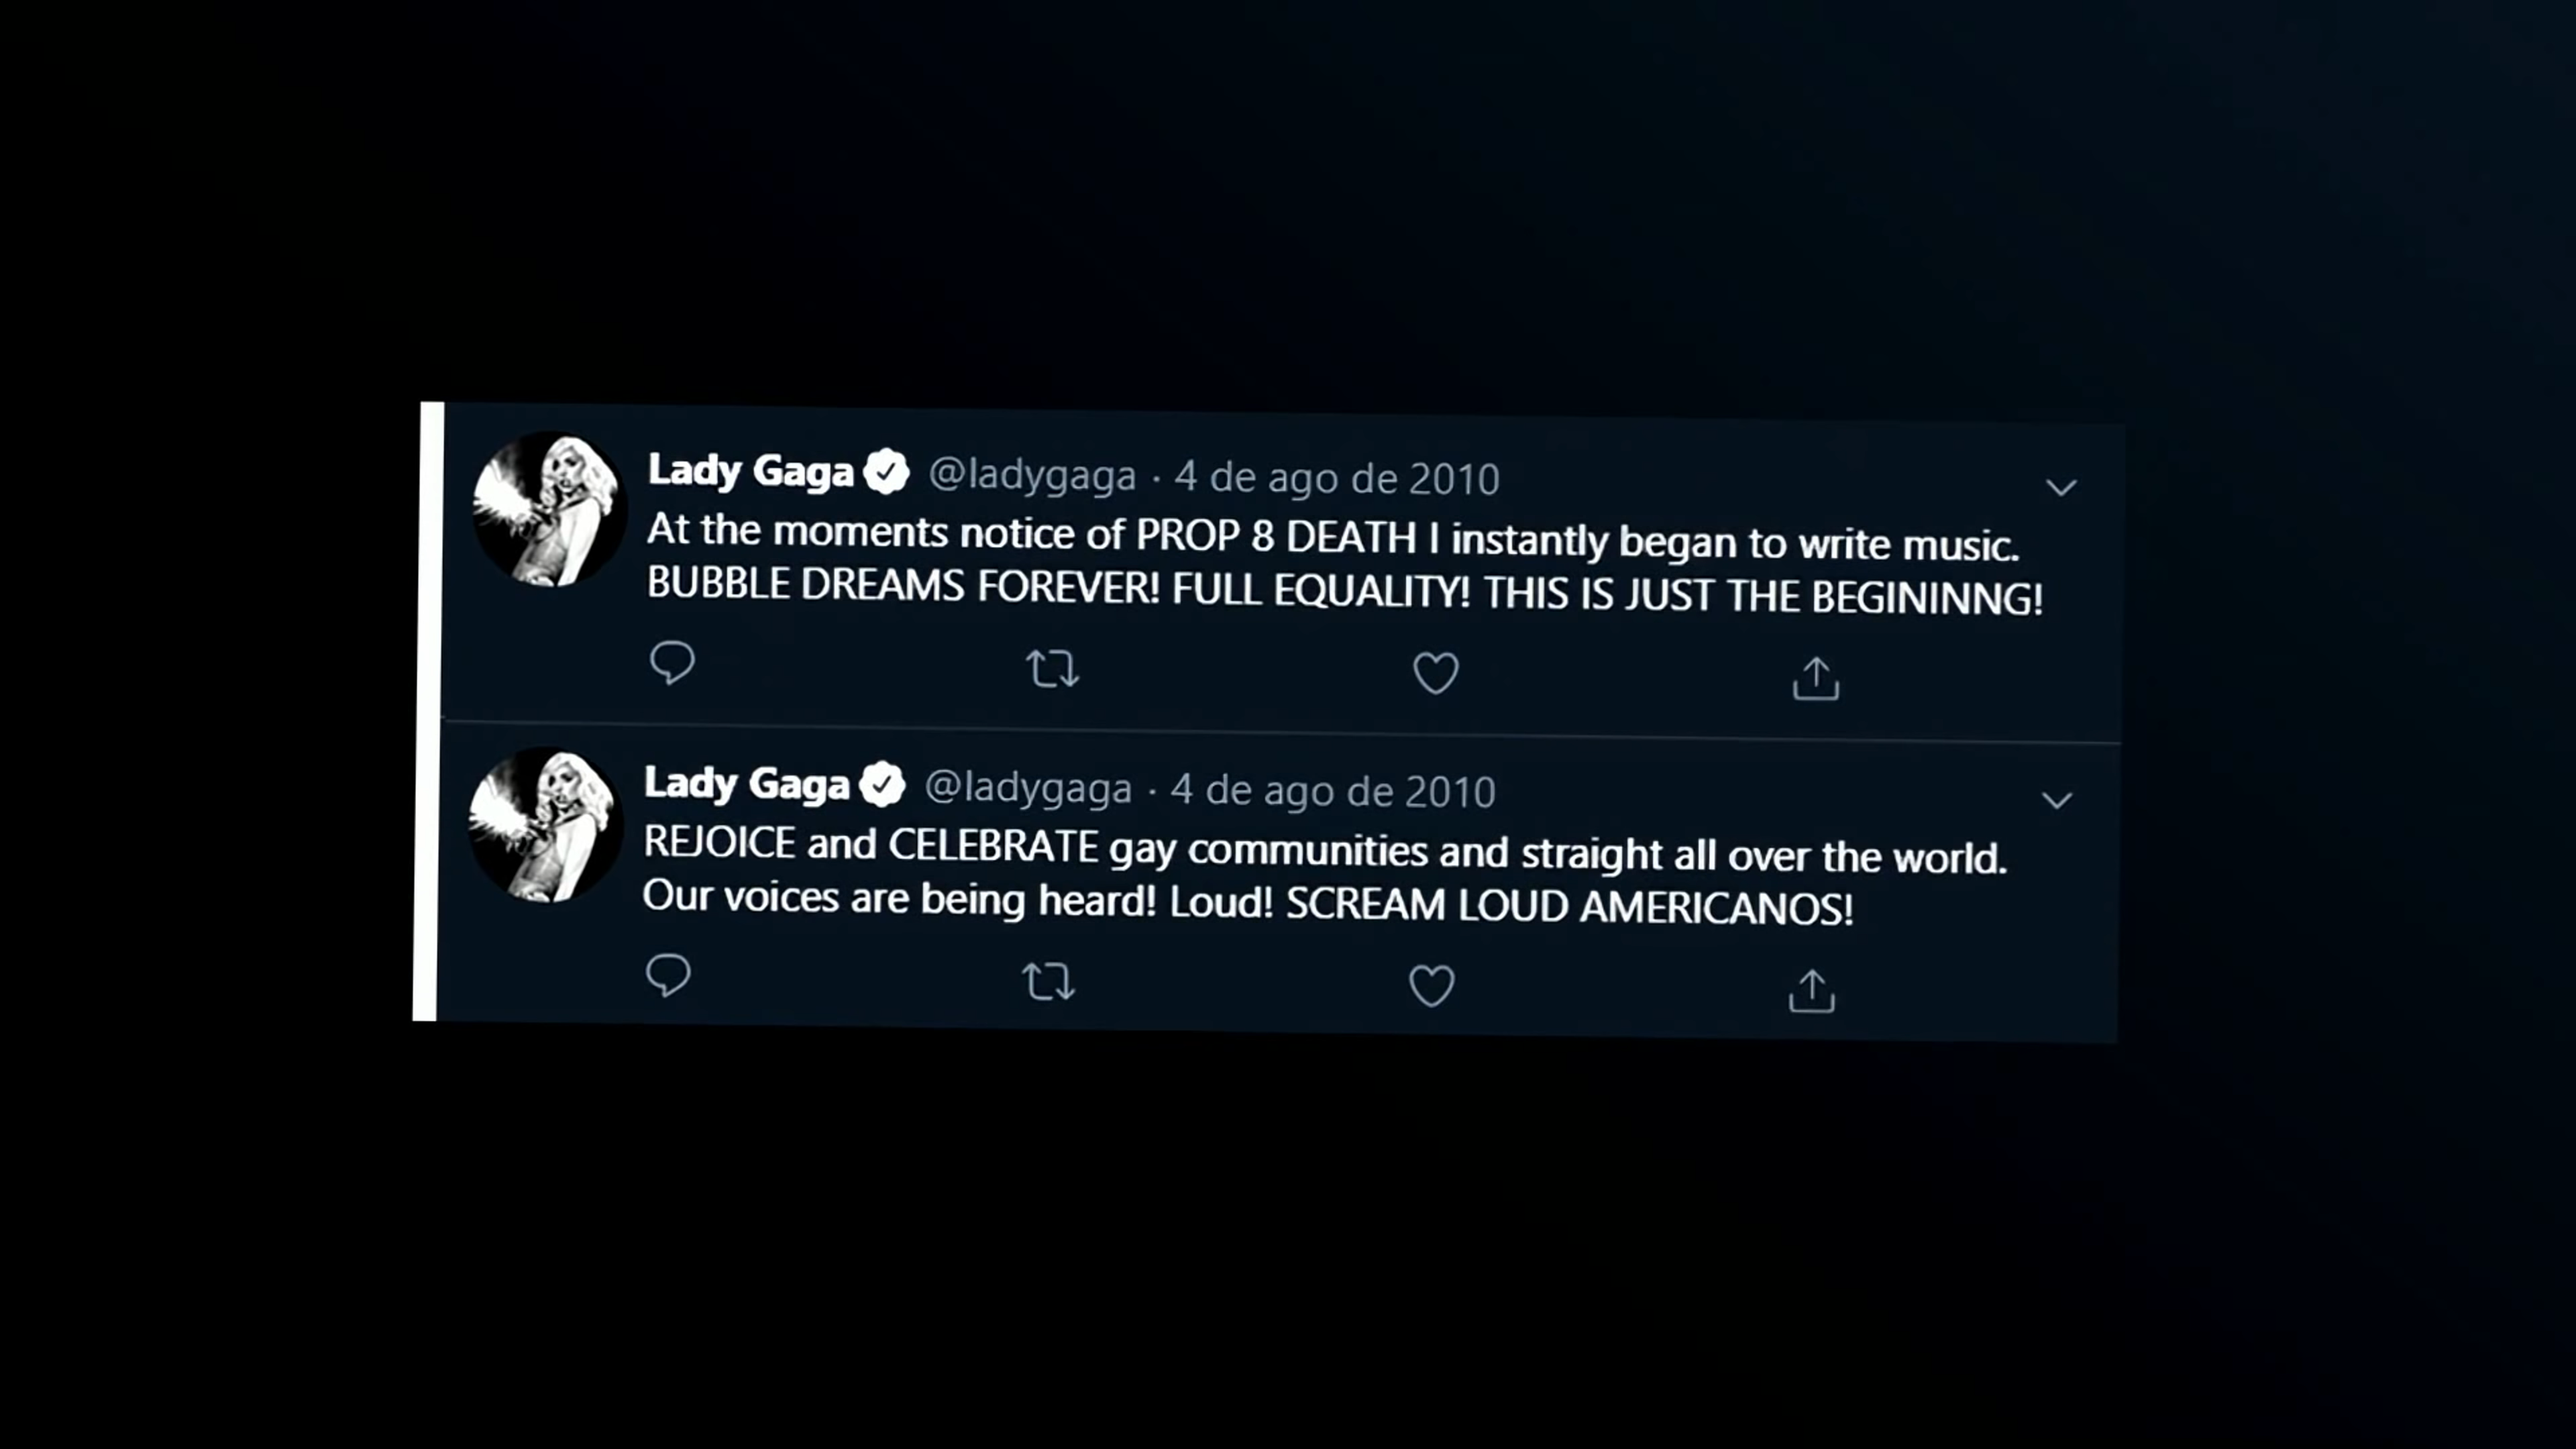 Lady Gaga @ladygaga · 4 de ago de 2010
At the moments notice of PROP 8 DEATH I instantly began to write music.
BUBBLE DREAMS FOREVER! FULL EQUALITY! THIS IS JUST THE BEGININNG!
Lady Gaga @ladygaga · 4 de ago de 2010
REJOICE and CELEBRATE gay communities and straight all over the world.
Our voices are being heard! Loud! SCREAM LOUD AMERICANOS!